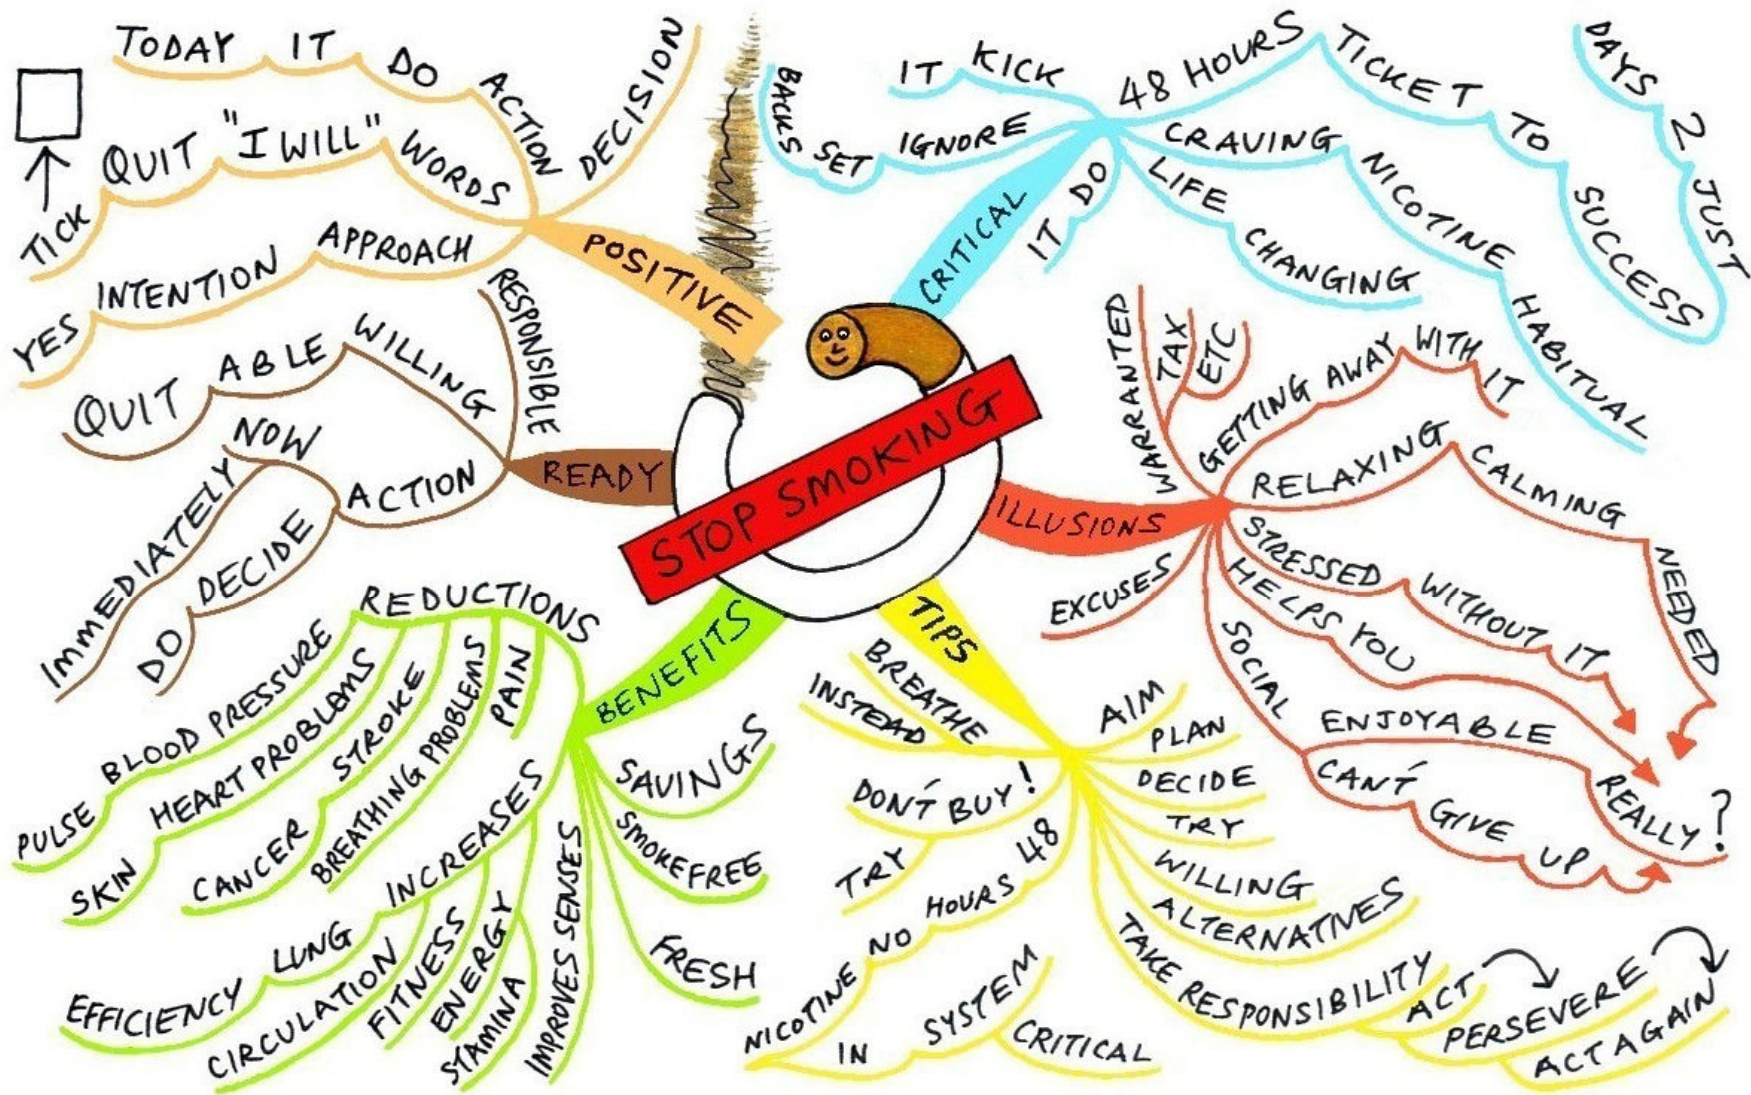 STOP SMOKING
POSITIVE
DECISION
ACTION
DO
IT
TODAY
WORDS
"I WILL"
QUIT
TICK
APPROACH
INTENTION
YES
READY
RESPONSIBLE
WILLING
ABLE
QUIT
ACTION
NOW
IMMEDIATELY
DECIDE
DO
BENEFITS
REDUCTIONS
BLOOD PRESSURE
PULSE
HEART PROBLEMS
SKIN
STROKE
CANCER
BREATHING PROBLEMS
PAIN
INCREASES
LUNG
EFFICIENCY
CIRCULATION
FITNESS
ENERGY
STAMINA
IMPROVES SENSES
FRESH
SMOKEFREE
SAVINGS
CRITICAL
KICK
IT
IGNORE
SET
BACKS
DO
IT
48 HOURS
TICKET
TO
SUCCESS
JUST
2
DAYS
CRAVING
NICOTINE
HABITUAL
LIFE
CHANGING
ILLUSIONS
WARRANTED
TAX
ETC
GETTING AWAY
WITH
IT
RELAXING
CALMING
NEEDED
STRESSED
WITHOUT
IT
HELPS
YOU
SOCIAL
ENJOYABLE
REALLY?
CAN'T
GIVE
UP
EXCUSES
TIPS
AIM
PLAN
DECIDE
TRY
WILLING
ALTERNATIVES
TAKE RESPONSIBILITY
ACT
PERSEVERE
ACT AGAIN
BREATHE
INSTEAD
DON'T BUY!
TRY
48
HOURS
NO
NICOTINE
IN
SYSTEM
CRITICAL